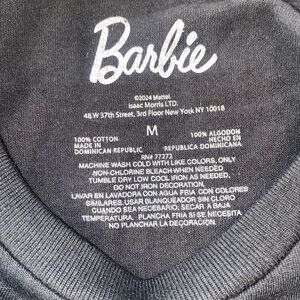 Barbie
©2024 Mattel.
Isaac Morris LTD.
48 W 37th Street, 3rd Floor New York NY 10018
M
100% COTTON
MADE IN
DOMINICAN REPUBLIC
100% ALGODON
HECHO EN
REPUBLICA DOMINICANA
RN# 77272
MACHINE WASH COLD WITH LIKE COLORS, ONLY
NON-CHLORINE BLEACH WHEN NEEDED
TUMBLE DRY LOW COOL IRON AS NEEDED.
DO NOT IRON DECORATION.
LAVAR EN LAVADORA CON AGUA FRIA CON COLORES
SIMILARES. USAR BLANQUEADOR SIN CLORO
CUANDO SEA NECESARIO; SECAR A BAJA
TEMPERATURA. PLANCHA FRIA SI SE NECESITA.
NO PLANCHAR LA DECORACION.